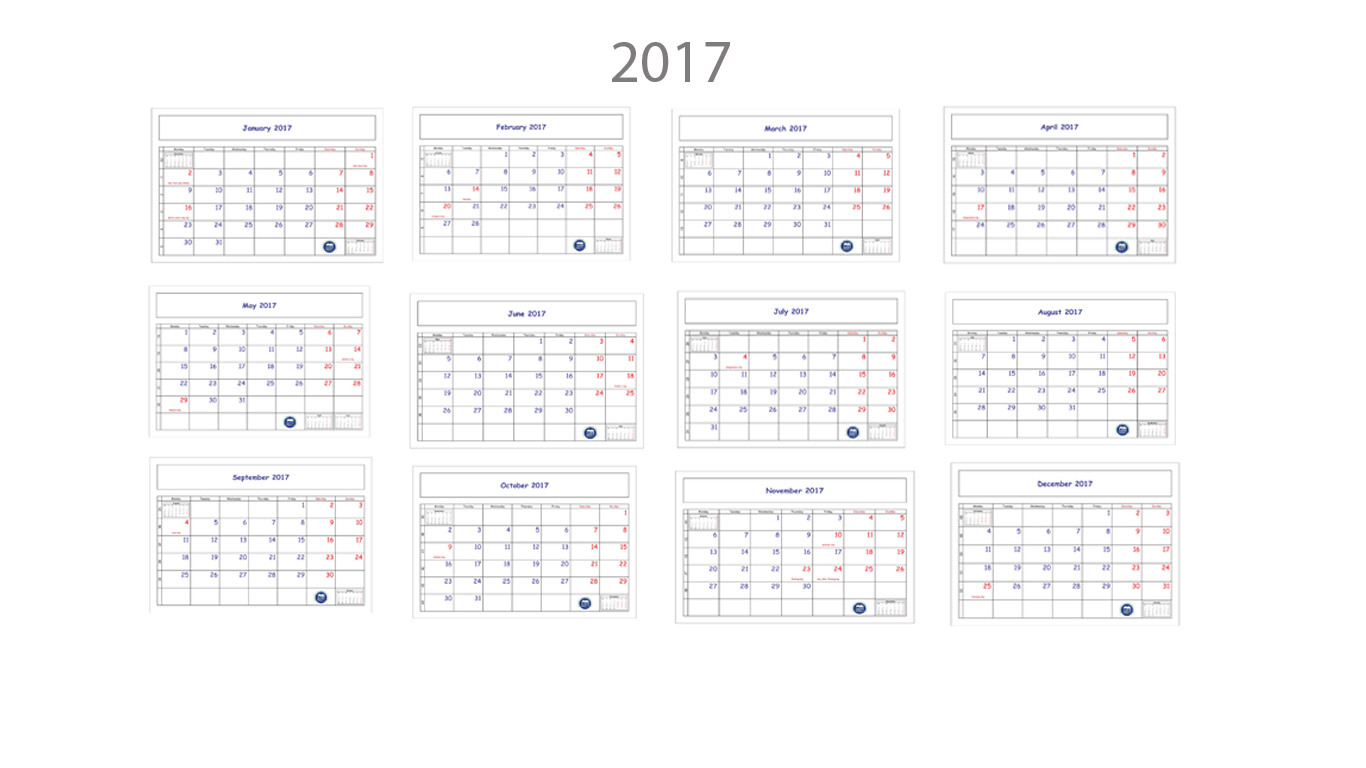 2017
January 2017
Monday Tuesday Wednesday Thursday Friday Saturday Sunday
1
2 3 4 5 6 7 8
9 10 11 12 13 14 15
16 17 18 19 20 21 22
23 24 25 26 27 28 29
30 31
February 2017
Monday Tuesday Wednesday Thursday Friday Saturday Sunday
1 2 3 4 5
6 7 8 9 10 11 12
13 14 15 16 17 18 19
20 21 22 23 24 25 26
27 28
March 2017
Monday Tuesday Wednesday Thursday Friday Saturday Sunday
1 2 3 4 5
6 7 8 9 10 11 12
13 14 15 16 17 18 19
20 21 22 23 24 25 26
27 28 29 30 31
April 2017
Monday Tuesday Wednesday Thursday Friday Saturday Sunday
1 2
3 4 5 6 7 8 9
10 11 12 13 14 15 16
17 18 19 20 21 22 23
24 25 26 27 28 29 30
May 2017
Monday Tuesday Wednesday Thursday Friday Saturday Sunday
1 2 3 4 5 6 7
8 9 10 11 12 13 14
15 16 17 18 19 20 21
22 23 24 25 26 27 28
29 30 31
June 2017
Monday Tuesday Wednesday Thursday Friday Saturday Sunday
1 2 3 4
5 6 7 8 9 10 11
12 13 14 15 16 17 18
19 20 21 22 23 24 25
26 27 28 29 30
July 2017
Monday Tuesday Wednesday Thursday Friday Saturday Sunday
1 2
3 4 5 6 7 8 9
10 11 12 13 14 15 16
17 18 19 20 21 22 23
24 25 26 27 28 29 30
31
August 2017
Monday Tuesday Wednesday Thursday Friday Saturday Sunday
1 2 3 4 5 6
7 8 9 10 11 12 13
14 15 16 17 18 19 20
21 22 23 24 25 26 27
28 29 30 31
September 2017
Monday Tuesday Wednesday Thursday Friday Saturday Sunday
1 2 3
4 5 6 7 8 9 10
11 12 13 14 15 16 17
18 19 20 21 22 23 24
25 26 27 28 29 30
October 2017
Monday Tuesday Wednesday Thursday Friday Saturday Sunday
1
2 3 4 5 6 7 8
9 10 11 12 13 14 15
16 17 18 19 20 21 22
23 24 25 26 27 28 29
30 31
November 2017
Monday Tuesday Wednesday Thursday Friday Saturday Sunday
1 2 3 4 5
6 7 8 9 10 11 12
13 14 15 16 17 18 19
20 21 22 23 24 25 26
27 28 29 30
December 2017
Monday Tuesday Wednesday Thursday Friday Saturday Sunday
1 2 3
4 5 6 7 8 9 10
11 12 13 14 15 16 17
18 19 20 21 22 23 24
25 26 27 28 29 30 31